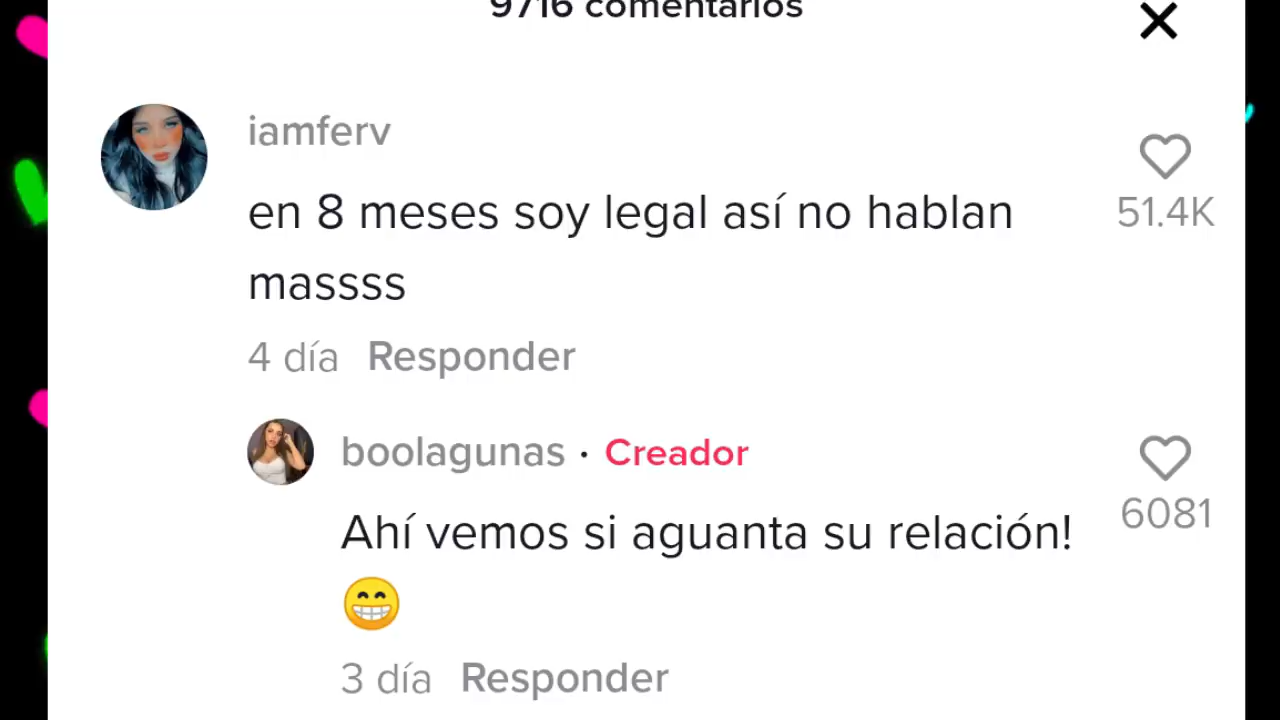 9716 comentarios
iamferv
en 8 meses soy legal así no hablan
massss
51.4K
4 día Responder
boolagunas · Creador
Ahí vemos si aguanta su relación!
😁
6081
3 día Responder